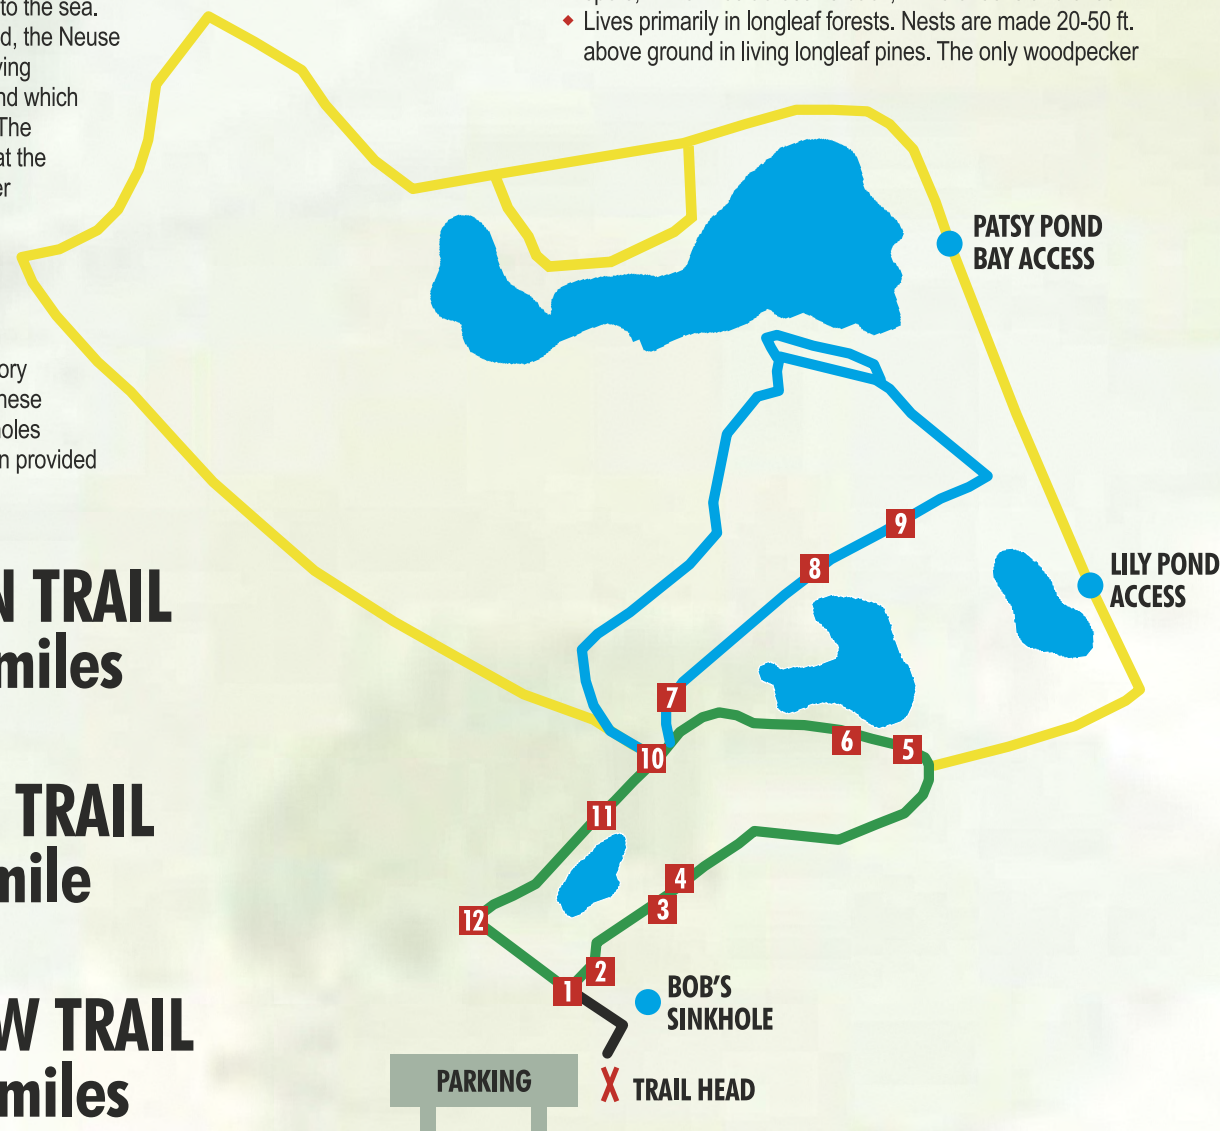 to the sea.
d, the Neuse
nd which
The
at the
er
Lives primarily in longleaf forests. Nests are made 20-50 ft.
above ground in living longleaf pines. The only woodpecker
PATSY POND
BAY ACCESS
ory
hese
oles
n provided
9
8
LILY POND
ACCESS
N TRAIL
miles
7
6
5
10
11
TRAIL
mile
4
3
12
2
1
BOB'S
SINKHOLE
W TRAIL
miles
PARKING
X TRAIL HEAD